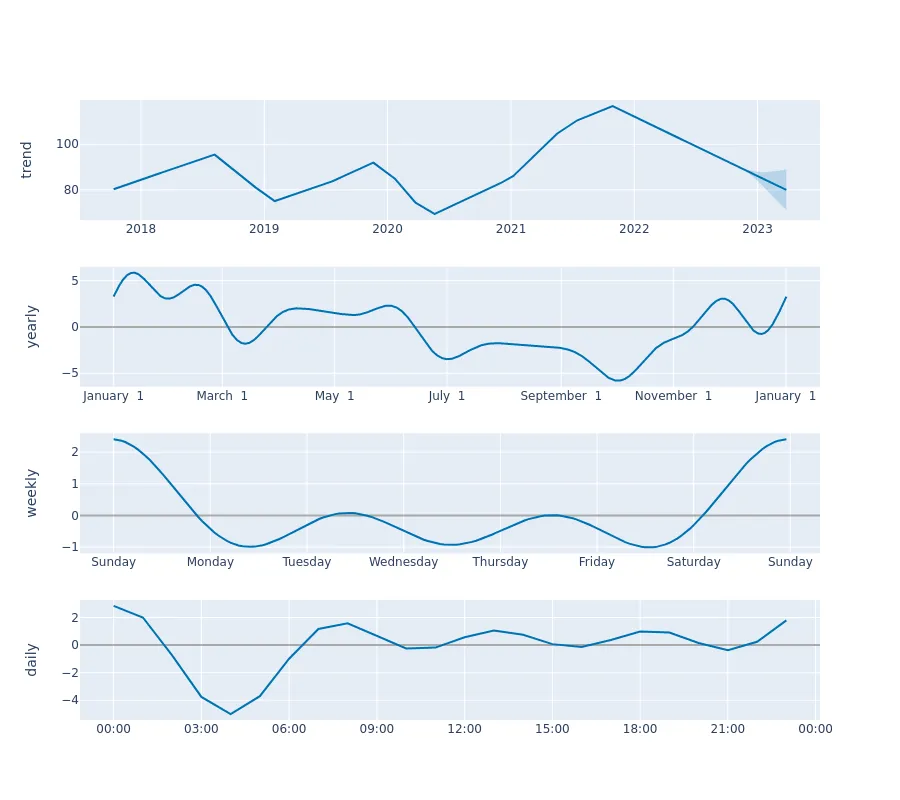 trend
100
80
2018 2019 2020 2021 2022 2023
yearly
5
0
−5
January 1 March 1 May 1 July 1 September 1 November 1 January 1
weekly
2
1
0
−1
Sunday Monday Tuesday Wednesday Thursday Friday Saturday Sunday
daily
2
0
−2
−4
00:00 03:00 06:00 09:00 12:00 15:00 18:00 21:00 00:00